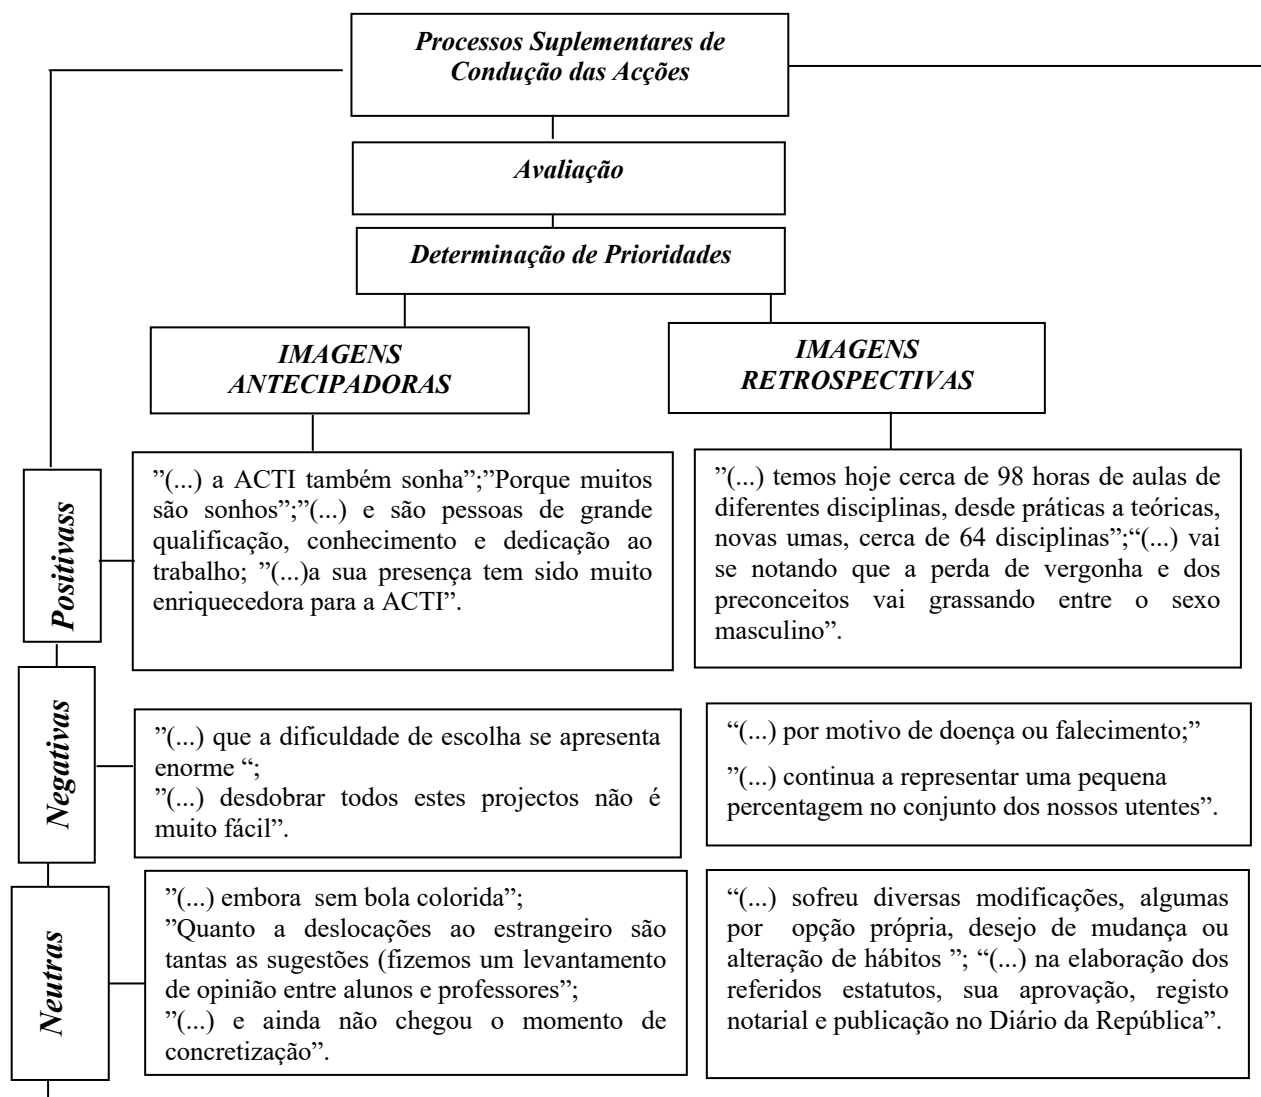 Processos Suplementares de
Condução das Acções
Avaliação
Determinação de Prioridades
IMAGENS
ANTECIPADORAS
IMAGENS
RETROSPECTIVAS
Positivass
”(...) a ACTI também sonha”;”Porque muitos
são sonhos”;”(...) e são pessoas de grande
qualificação, conhecimento e dedicação ao
trabalho; ”(...)a sua presença tem sido muito
enriquecedora para a ACTI”.
”(...) temos hoje cerca de 98 horas de aulas de
diferentes disciplinas, desde práticas a teóricas,
novas umas, cerca de 64 disciplinas”;“(...) vai
se notando que a perda de vergonha e dos
preconceitos vai grassando entre o sexo
masculino”.
Negativas
”(...) que a dificuldade de escolha se apresenta
enorme “;
”(...) desdobrar todos estes projectos não é
muito fácil”.
“(...) por motivo de doença ou falecimento;”
”(...) continua a representar uma pequena
percentagem no conjunto dos nossos utentes”.
Neutras
”(...) embora sem bola colorida”;
”Quanto a deslocações ao estrangeiro são
tantas as sugestões (fizemos um levantamento
de opinião entre alunos e professores”;
”(...) e ainda não chegou o momento de
concretização”.
“(...) sofreu diversas modificações, algumas
por opção própria, desejo de mudança ou
alteração de hábitos ”; “(...) na elaboração dos
referidos estatutos, sua aprovação, registo
notarial e publicação no Diário da República”.